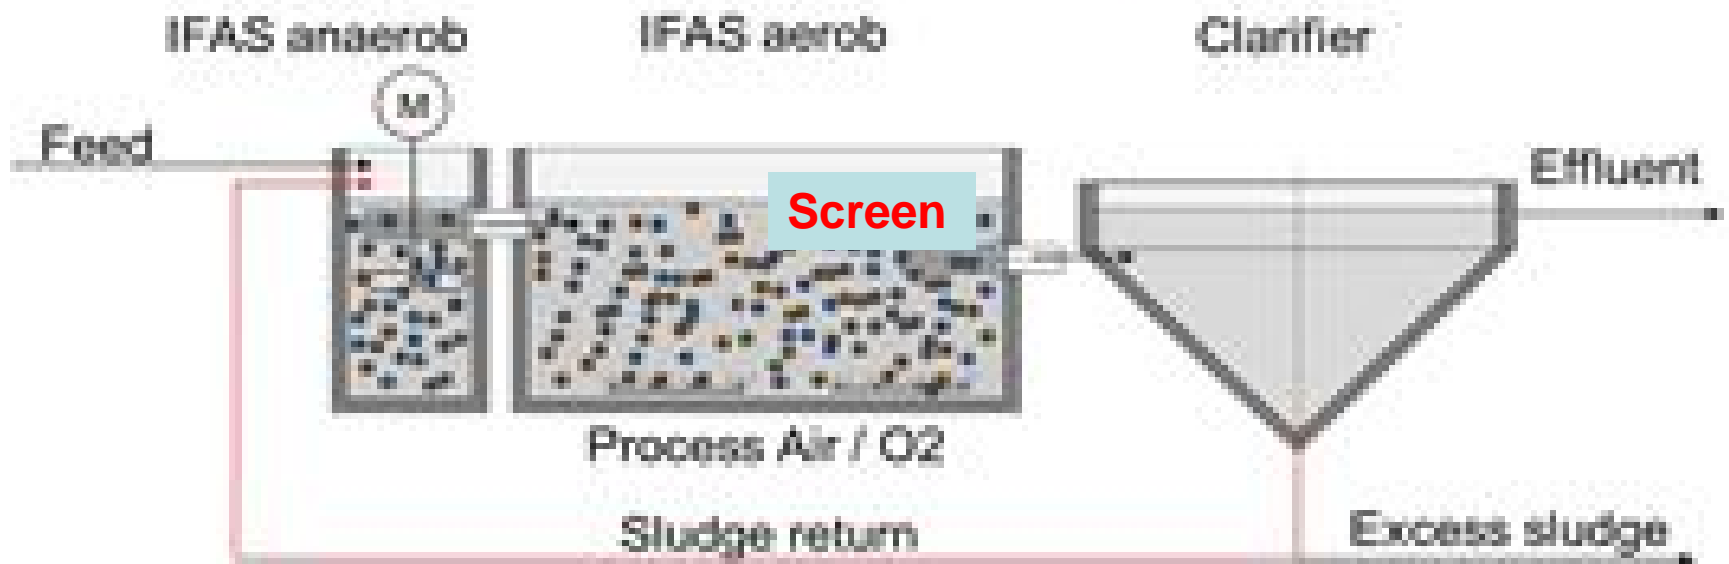 IFAS anaerob
IFAS aerob
Clarifier
M
Feed
Effluent
Screen
Process Air / O2
Sludge return
Excess sludge